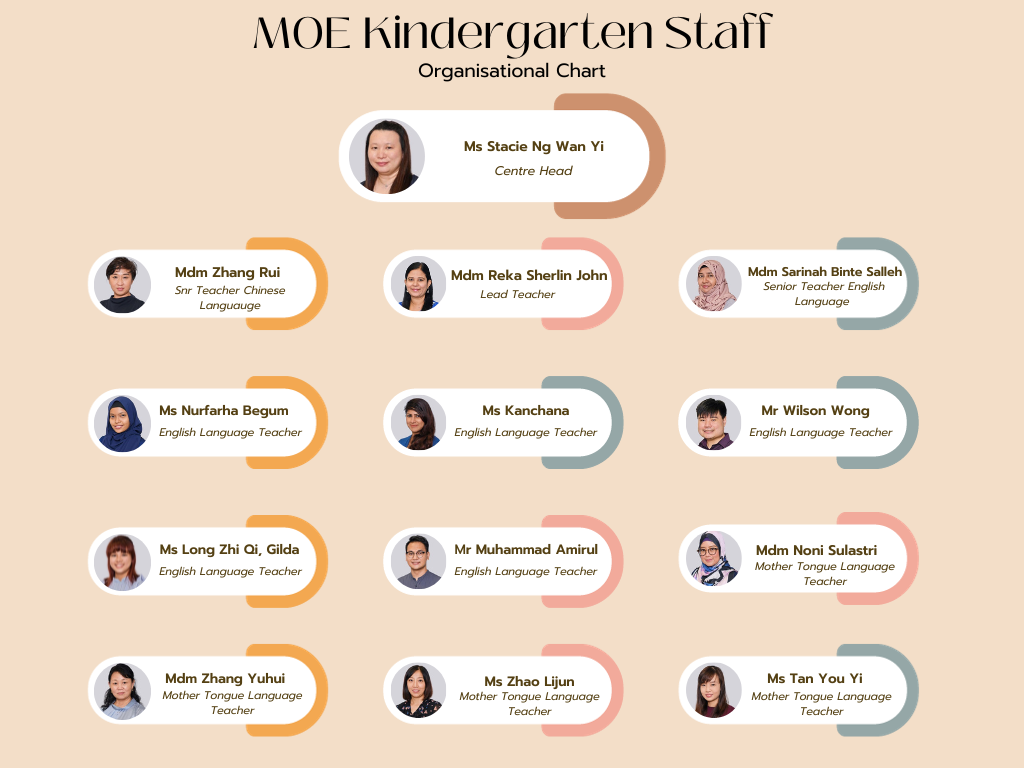 MOE Kindergarten Staff
Organisational Chart
Ms Stacie Ng Wan Yi
Centre Head
Mdm Zhang Rui
Snr Teacher Chinese
Languauge
Mdm Reka Sherlin John
Lead Teacher
Mdm Sarinah Binte Salleh
Senior Teacher English
Language
Ms Nurfarha Begum
English Language Teacher
Ms Kanchana
English Language Teacher
Mr Wilson Wong
English Language Teacher
Ms Long Zhi Qi, Gilda
English Language Teacher
Mr Muhammad Amirul
English Language Teacher
Mdm Noni Sulastri
Mother Tongue Language
Teacher
Mdm Zhang Yuhui
Mother Tongue Language
Teacher
Ms Zhao Lijun
Mother Tongue Language
Teacher
Ms Tan You Yi
Mother Tongue Language
Teacher